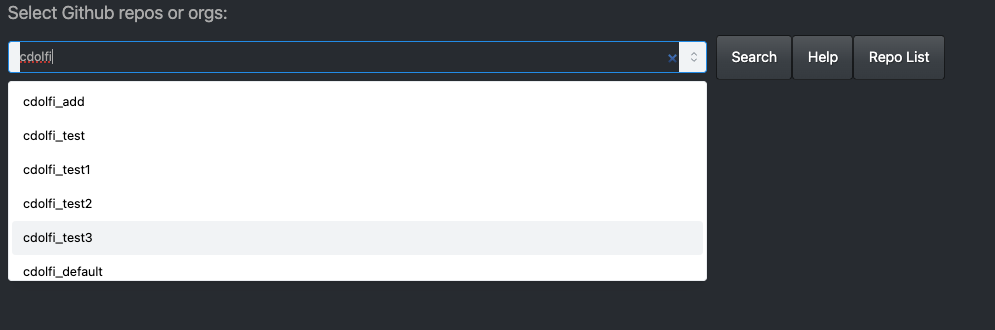 Select Github repos or orgs:
cdolfi
Search
Help
Repo List
cdolfi_add
cdolfi_test
cdolfi_test1
cdolfi_test2
cdolfi_test3
cdolfi_default